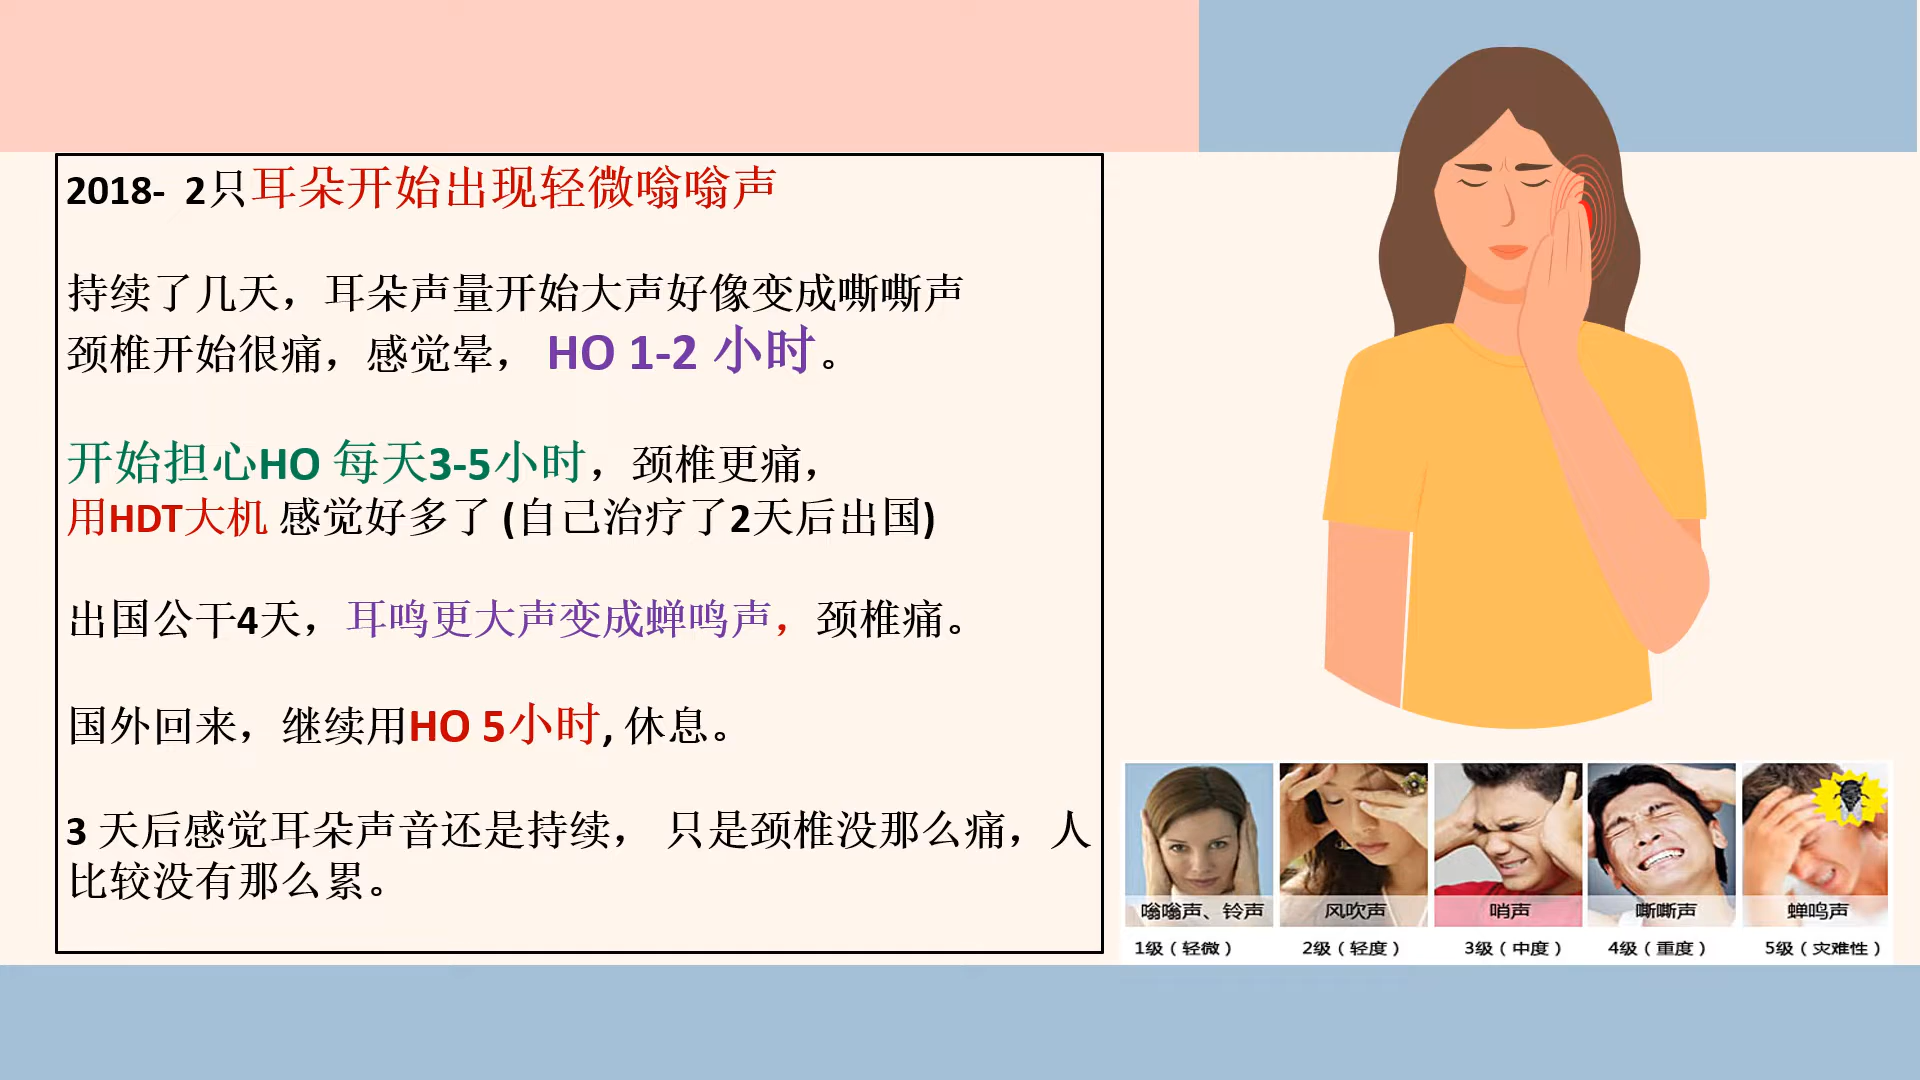 2018- 2只耳朵开始出现轻微嗡嗡声
持续了几天，耳朵声量开始大声好像变成嘶嘶声
颈椎开始很痛，感觉晕， HO 1-2 小时。
开始担心HO 每天3-5小时，颈椎更痛，
用HDT大机 感觉好多了 (自己治疗了2天后出国)
出国公干4天，耳鸣更大声变成蝉鸣声，颈椎痛。
国外回来，继续用HO 5小时, 休息。
3 天后感觉耳朵声音还是持续， 只是颈椎没那么痛，人
比较没有那么累。
嗡嗡声、铃声 风吹声 哨声 嘶嘶声 蝉鸣声
1级（轻微） 2级（轻度） 3级（中度） 4级（重度） 5级（灾难性）